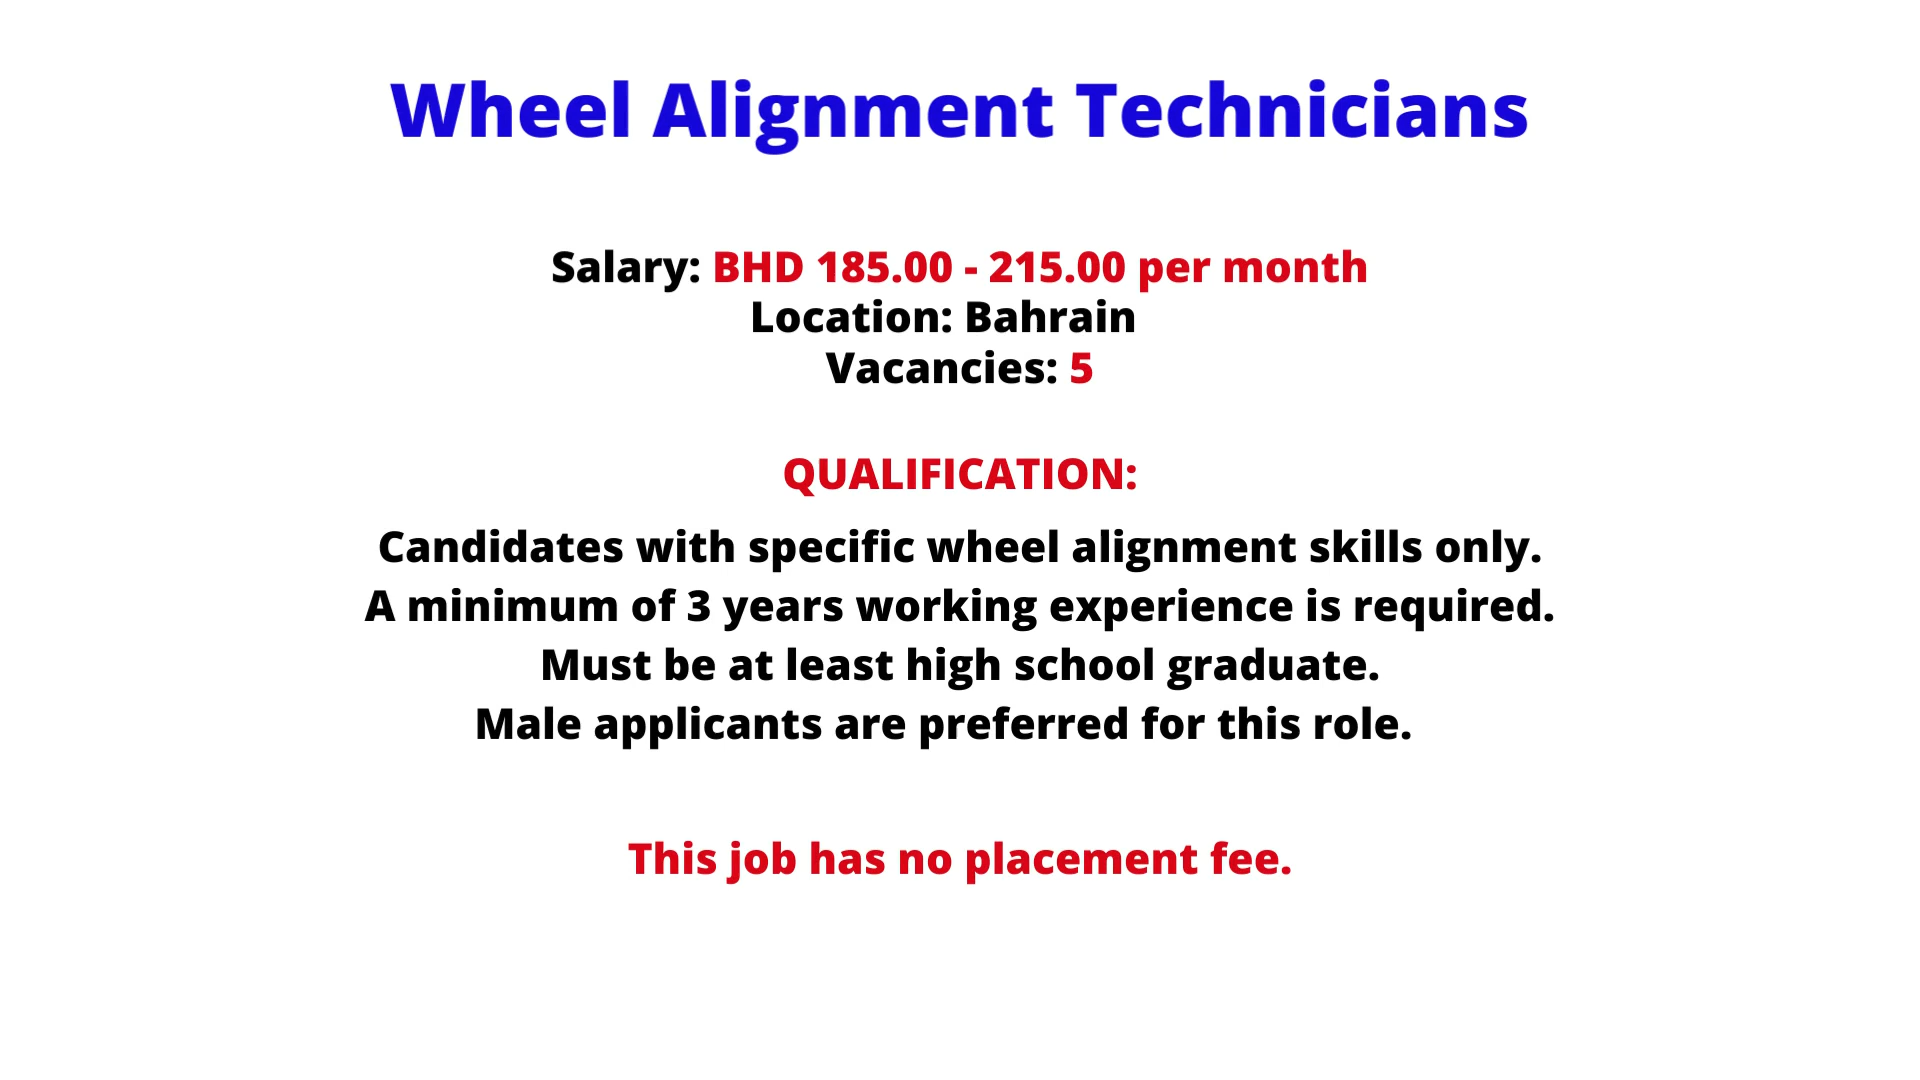 Wheel Alignment Technicians
Salary: BHD 185.00 - 215.00 per month
Location: Bahrain
Vacancies: 5
QUALIFICATION:
Candidates with specific wheel alignment skills only.
A minimum of 3 years working experience is required.
Must be at least high school graduate.
Male applicants are preferred for this role.
This job has no placement fee.